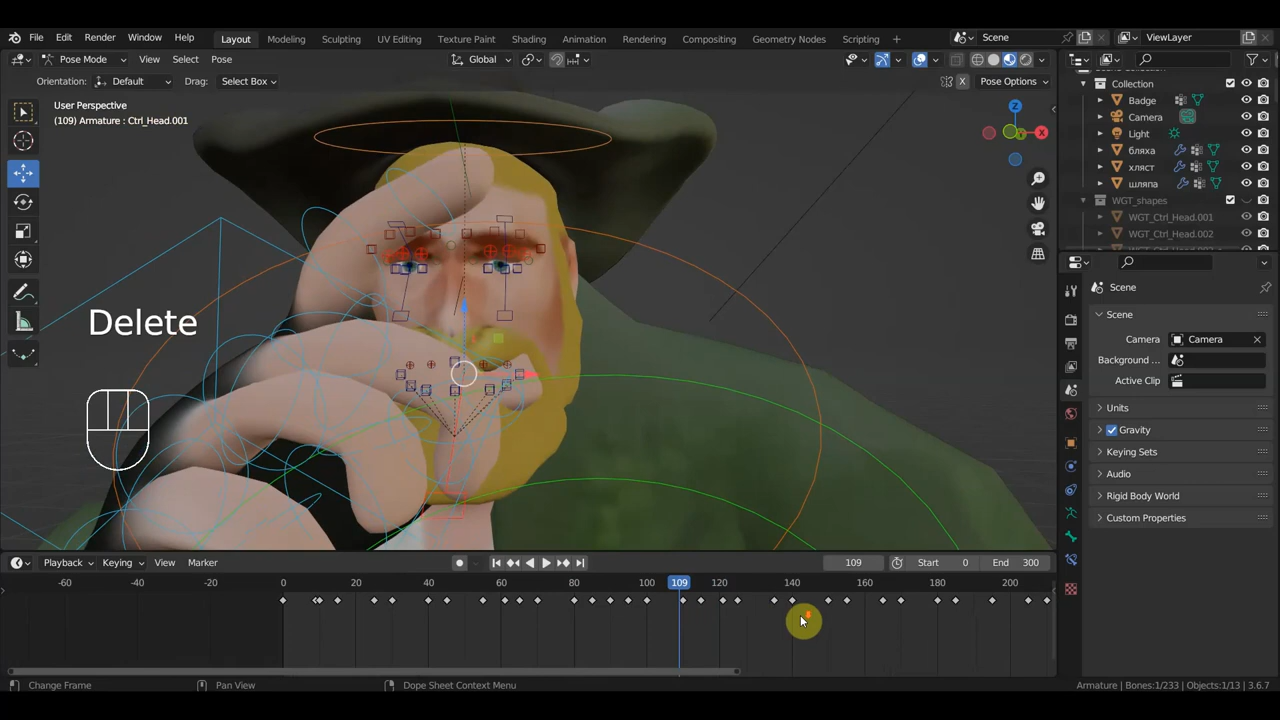 File Edit Render Window Help Layout Modeling Sculpting UV Editing Texture Paint Shading Animation Rendering Compositing Geometry Nodes Scripting + Scene ViewLayer
Pose Mode View Select Pose Global
Orientation: Default Drag: Select Box X Pose Options
User Perspective
(109) Armature : Ctrl_Head.001
Z
X
Delete
Collection
Badge
Camera
Light
бляха
хляст
шляпа
WGT_shapes
WGT_Ctrl_Head.001
WGT_Ctrl_Head.002
Scene
Scene
Camera Camera
Background ...
Active Clip
Units
Gravity
Keying Sets
Audio
Rigid Body World
Custom Properties
Playback Keying View Marker 109 Start 0 End 300
-60 -40 -20 0 20 40 60 80 100 109 120 140 160 180 200
Change Frame Pan View Dope Sheet Context Menu Armature | Bones:1/233 | Objects:1/13 | 3.6.7